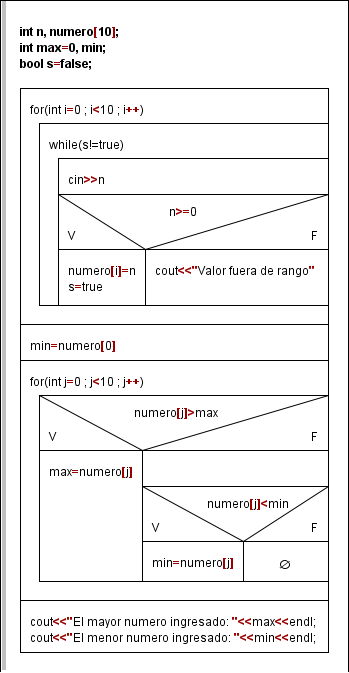 int n, numero[10];
int max=0, min;
bool s=false;
for(int i=0 ; i<10 ; i++)
while(s!=true)
cin>>n
n>=0
V F
numero[i]=n cout<<"Valor fuera de rango"
s=true
min=numero[0]
for(int j=0 ; j<10 ; j++)
numero[j]>max
V F
max=numero[j]
numero[j]<min
V F
min=numero[j] ∅
cout<<"El mayor numero ingresado: "<<max<<endl;
cout<<"El menor numero ingresado: "<<min<<endl;